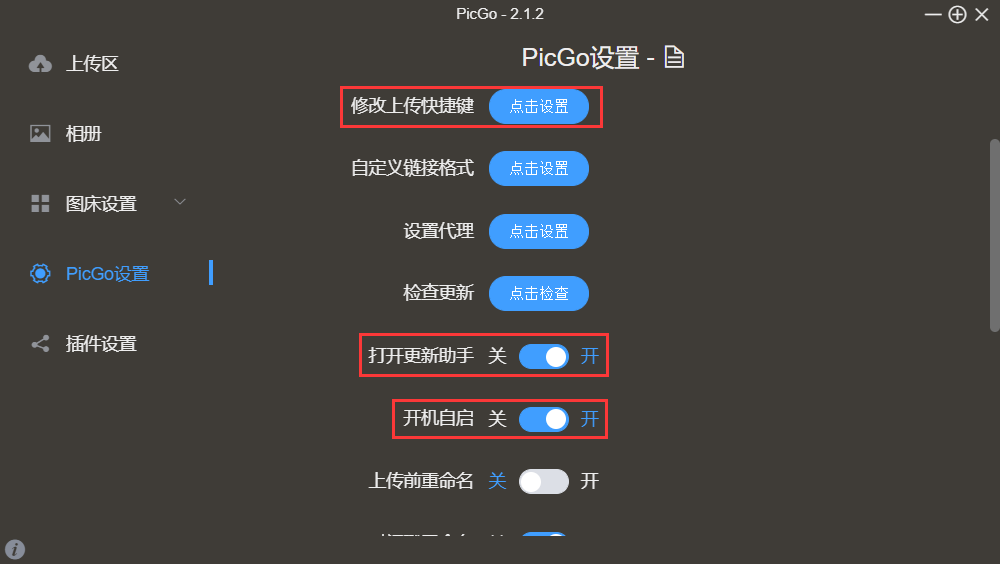 PicGo - 2.1.2
上传区
相册
图床设置
PicGo设置
插件设置
PicGo设置 -
修改上传快捷键 点击设置
自定义链接格式 点击设置
设置代理 点击设置
检查更新 点击检查
打开更新助手 关 开
开机自启 关 开
上传前重命名 关 开